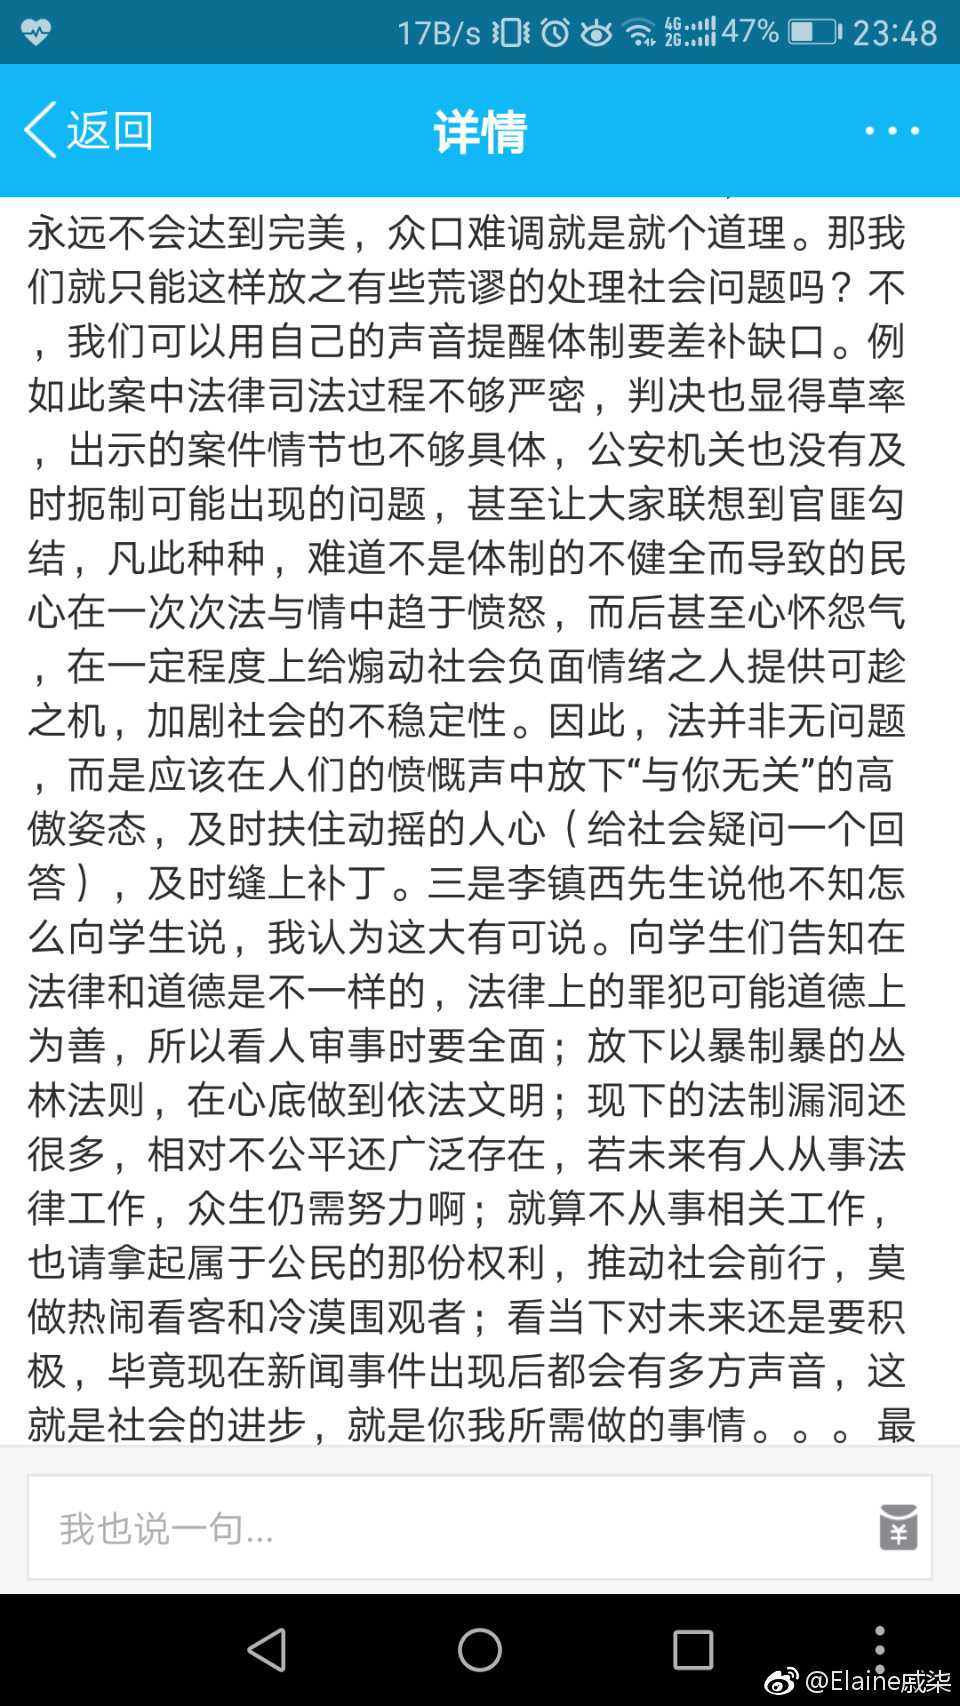 17B/s 4G 2G 47% 23:48
返回 详情
永远不会达到完美，众口难调就是就个道理。那我
们就只能这样放之有些荒谬的处理社会问题吗？不
，我们可以用自己的声音提醒体制要差补缺口。例
如此案中法律司法过程不够严密，判决也显得草率
，出示的案件情节也不够具体，公安机关也没有及
时扼制可能出现的问题，甚至让大家联想到官匪勾
结，凡此种种，难道不是体制的不健全而导致的民
心在一次次法与情中趋于愤怒，而后甚至心怀怨气
，在一定程度上给煽动社会负面情绪之人提供可趁
之机，加剧社会的不稳定性。因此，法并非无问题
，而是应该在人们的愤慨声中放下“与你无关”的高
傲姿态，及时扶住动摇的人心（给社会疑问一个回
答），及时缝上补丁。三是李镇西先生说他不知怎
么向学生说，我认为这大有可说。向学生们告知在
法律和道德是不一样的，法律上的罪犯可能道德上
为善，所以看人审事时要全面；放下以暴制暴的丛
林法则，在心底做到依法文明；现下的法制漏洞还
很多，相对不公平还广泛存在，若未来有人从事法
律工作，众生仍需努力啊；就算不从事相关工作，
也请拿起属于公民的那份权利，推动社会前行，莫
做热闹看客和冷漠围观者；看当下对未来还是要积
极，毕竟现在新闻事件出现后都会有多方声音，这
就是社会的进步，就是你我所需做的事情。。。最
我也说一句...
¥
@Elaine戚柒